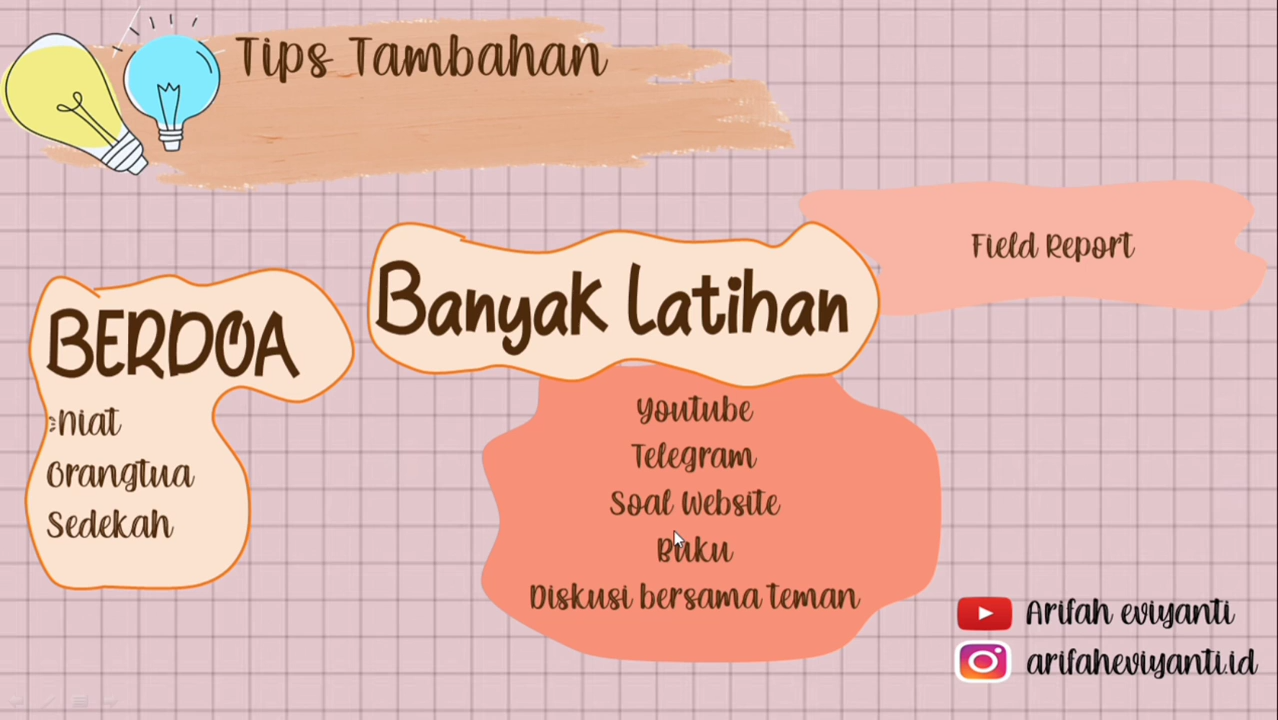 Tips Tambahan
Field Report
Banyak Latihan
BERDOA
Niat
Orangtua
Sedekah
Youtube
Telegram
Soal Website
Buku
Diskusi bersama teman
Arifah eviyanti
arifaheviyanti.id